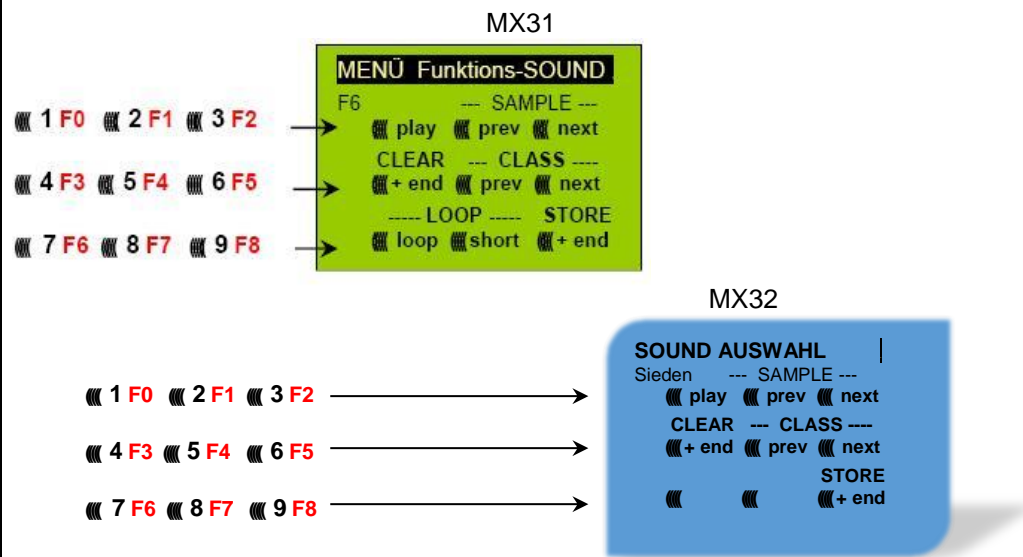 MX31
MENÜ Funktions-SOUND
F6 --- SAMPLE ---
1 F0 2 F1 3 F2
play prev next
CLEAR --- CLASS ----
4 F3 5 F4 6 F5
+ end prev next
----- LOOP ----- STORE
7 F6 8 F7 9 F8
loop short + end
MX32
SOUND AUSWAHL
Sieden --- SAMPLE ---
1 F0 2 F1 3 F2
play prev next
CLEAR --- CLASS ----
4 F3 5 F4 6 F5
+ end prev next
STORE
7 F6 8 F7 9 F8
+ end